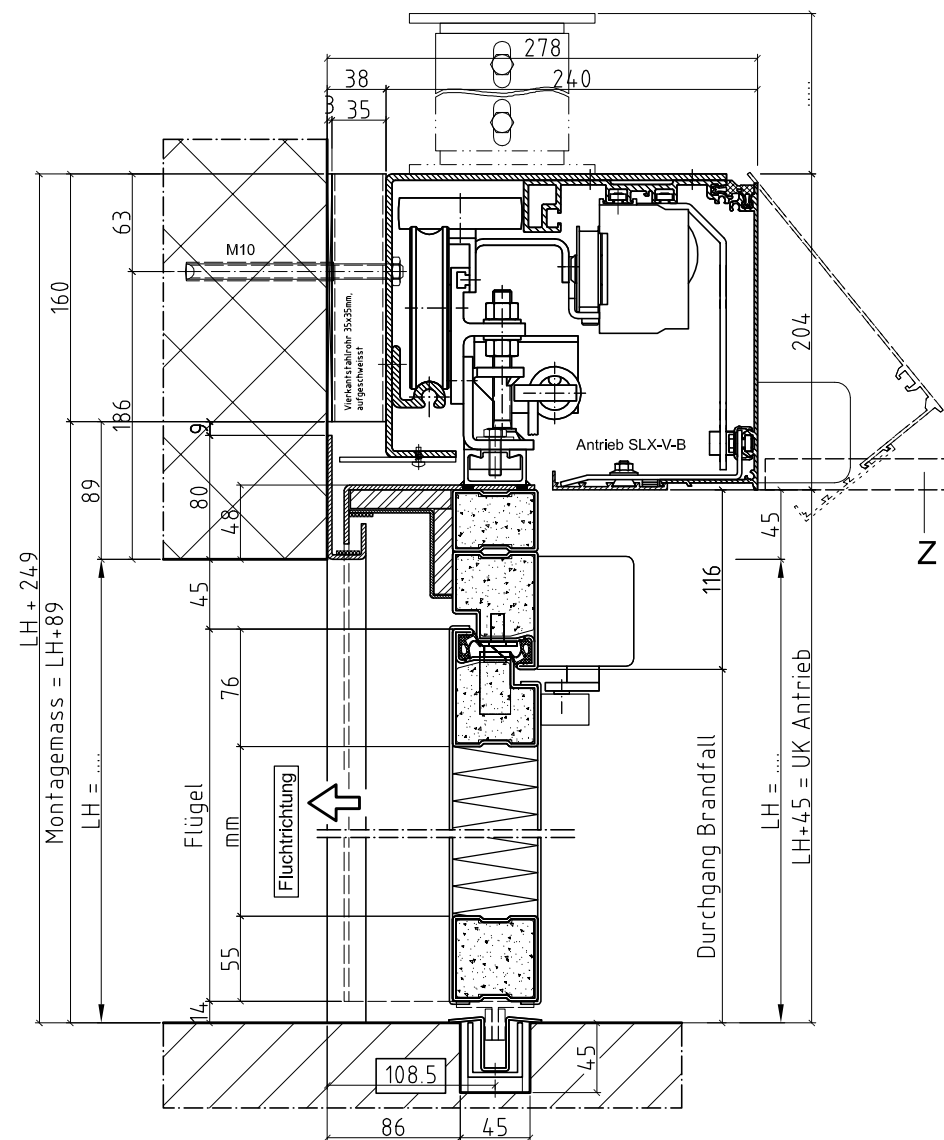 278
38
240
3
35
....
63
M10
160
204
Vierkantstahlrohr 35x35mm,
aufgeschweisst
186
9
Antrieb SLX-V-B
89
80
48
45
Z
LH + 249
Montagemass = LH+89
45
116
76
LH = ....
Flügel
mm
Fluchtrichtung
Durchgang Brandfall
LH = ....
LH+45 = UK Antrieb
55
14
108.5
45
86
45